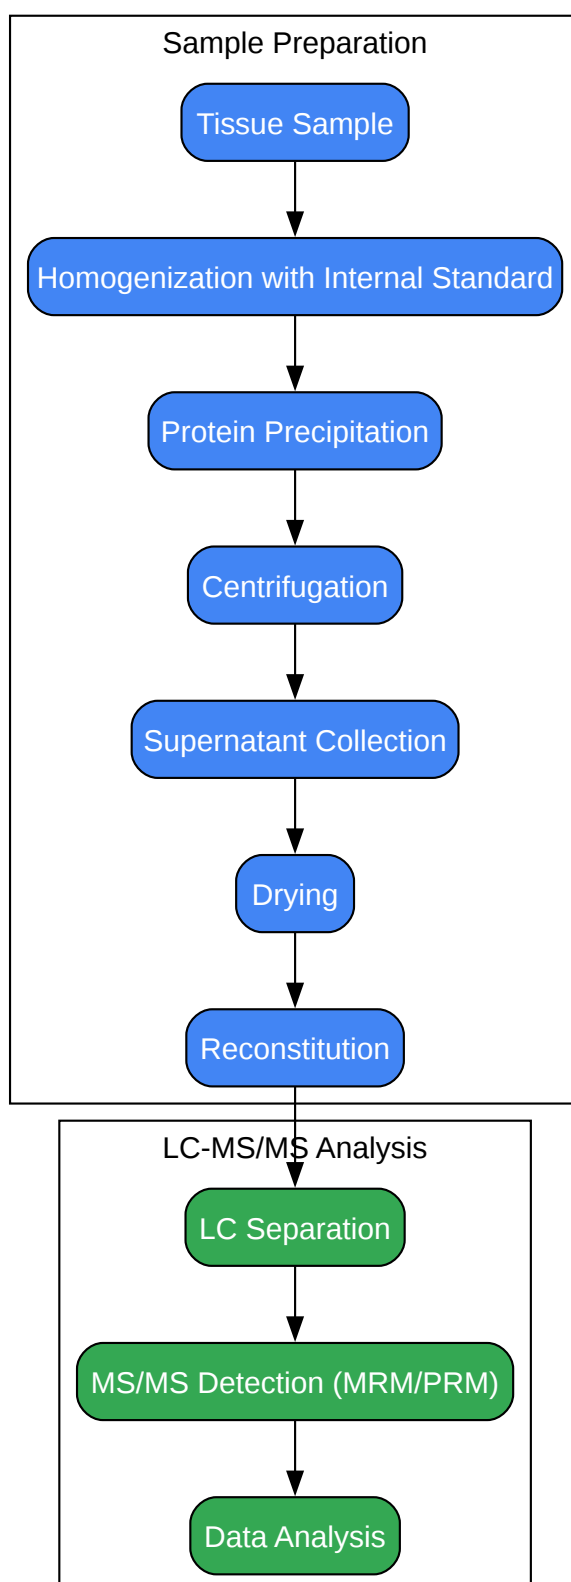 Sample Preparation
Tissue Sample
Homogenization with Internal Standard
Protein Precipitation
Centrifugation
Supernatant Collection
Drying
Reconstitution
LC-MS/MS Analysis
LC Separation
MS/MS Detection (MRM/PRM)
Data Analysis